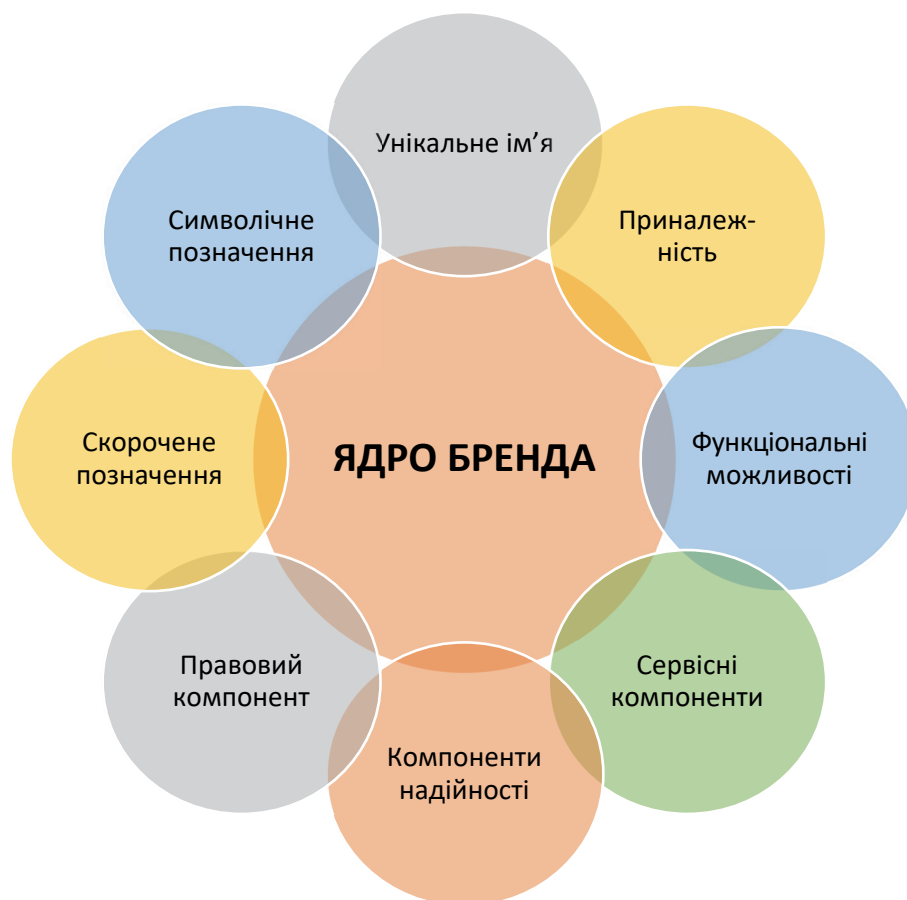 Унікальне ім’я
Приналеж-
ність
Функціональні
можливості
Сервісні
компоненти
Компоненти
надійності
Правовий
компонент
Скорочене
позначення
Символічне
позначення
ЯДРО БРЕНДА